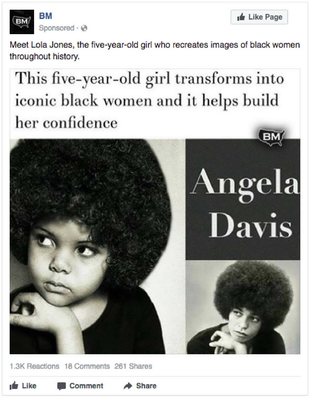 BM
BM
Sponsored ·
Like Page
Meet Lola Jones, the five-year-old girl who recreates images of black women
throughout history.
This five-year-old girl transforms into
iconic black women and it helps build
her confidence
BM
Angela
Davis
1.3K Reactions 18 Comments 261 Shares
Like Comment Share